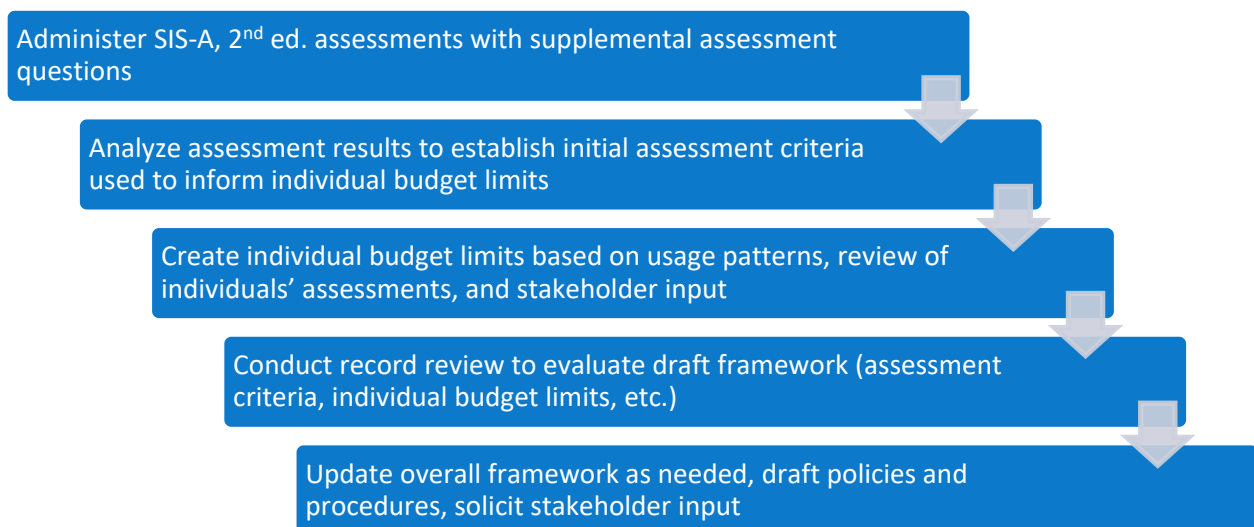 Administer SIS-A, 2nd ed. assessments with supplemental assessment
questions
Analyze assessment results to establish initial assessment criteria
used to inform individual budget limits
Create individual budget limits based on usage patterns, review of
individuals’ assessments, and stakeholder input
Conduct record review to evaluate draft framework (assessment
criteria, individual budget limits, etc.)
Update overall framework as needed, draft policies and
procedures, solicit stakeholder input